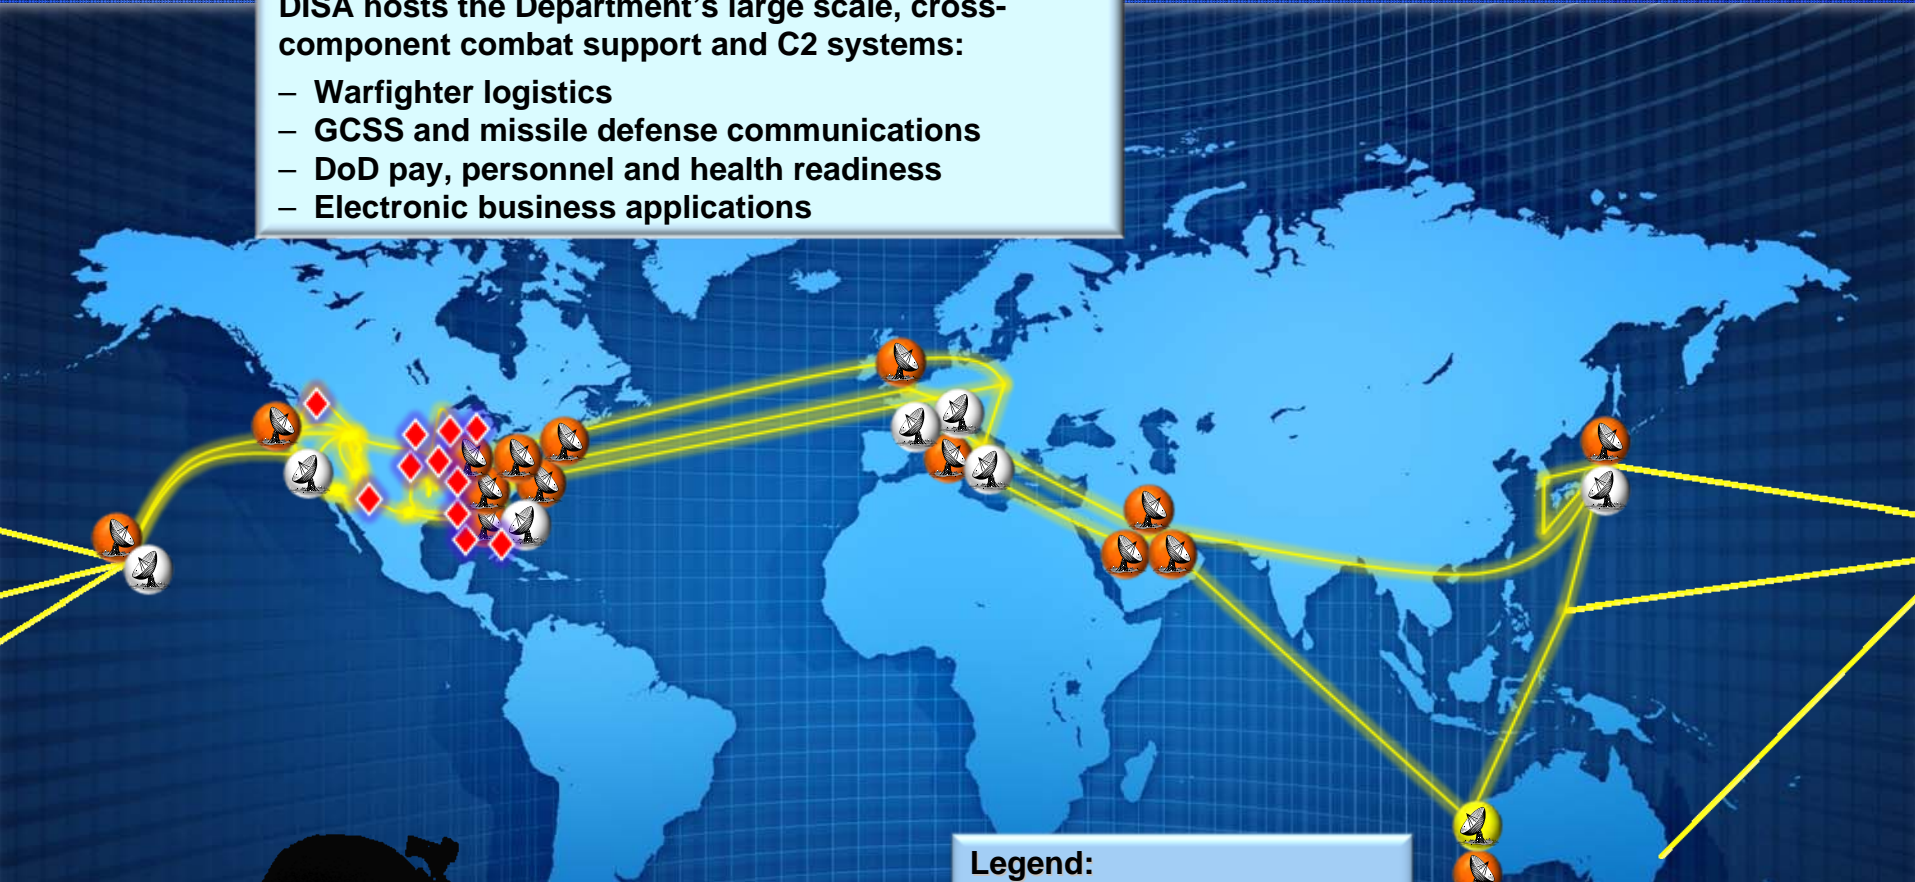 DISA hosts the Department's large scale, cross-
component combat support and C2 systems:
– Warfighter logistics
– GCSS and missile defense communications
– DoD pay, personnel and health readiness
– Electronic business applications
Legend: